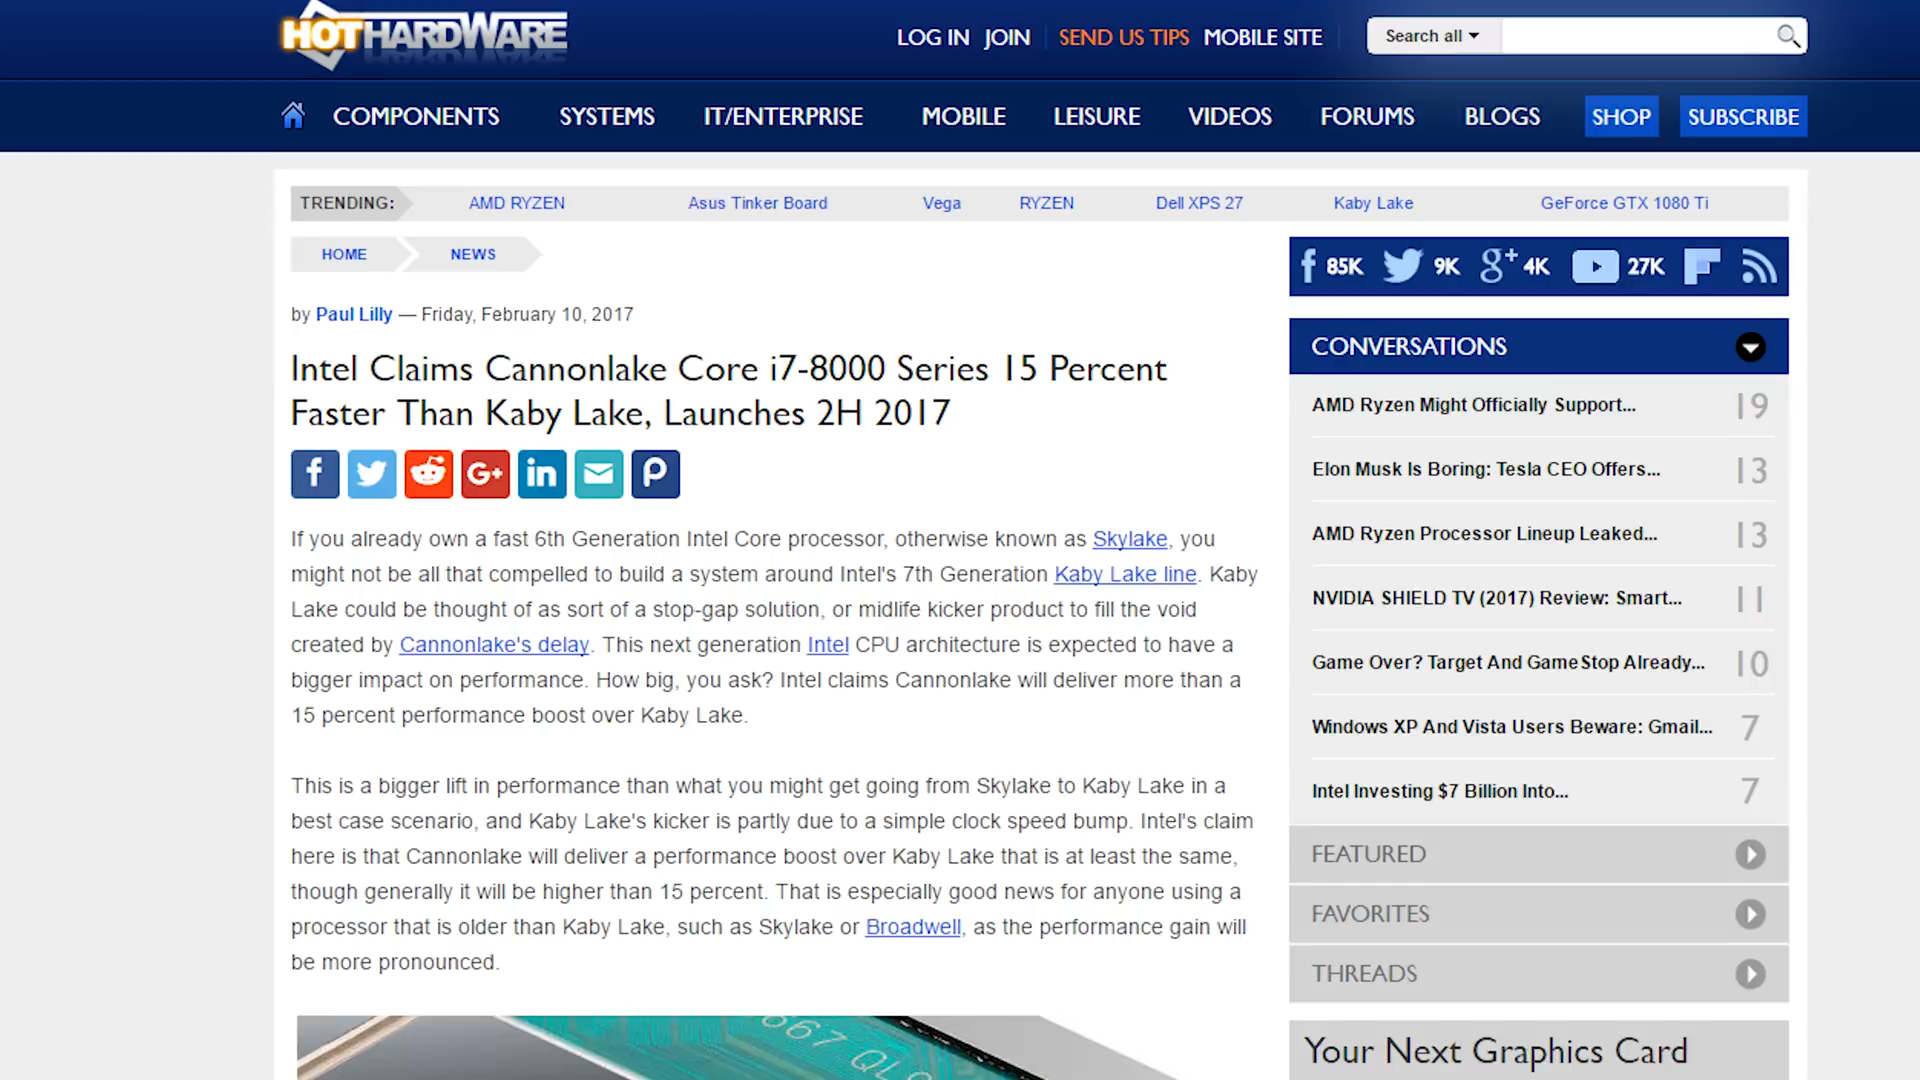 HOTHARDWARE
LOG IN JOIN SEND US TIPS MOBILE SITE Search all
COMPONENTS SYSTEMS IT/ENTERPRISE MOBILE LEISURE VIDEOS FORUMS BLOGS SHOP SUBSCRIBE
TRENDING: AMD RYZEN Asus Tinker Board Vega RYZEN Dell XPS 27 Kaby Lake GeForce GTX 1080 Ti
HOME NEWS
by Paul Lilly — Friday, February 10, 2017
Intel Claims Cannonlake Core i7-8000 Series 15 Percent
Faster Than Kaby Lake, Launches 2H 2017
If you already own a fast 6th Generation Intel Core processor, otherwise known as Skylake, you
might not be all that compelled to build a system around Intel's 7th Generation Kaby Lake line. Kaby
Lake could be thought of as sort of a stop-gap solution, or midlife kicker product to fill the void
created by Cannonlake's delay. This next generation Intel CPU architecture is expected to have a
bigger impact on performance. How big, you ask? Intel claims Cannonlake will deliver more than a
15 percent performance boost over Kaby Lake.
This is a bigger lift in performance than what you might get going from Skylake to Kaby Lake in a
best case scenario, and Kaby Lake's kicker is partly due to a simple clock speed bump. Intel's claim
here is that Cannonlake will deliver a performance boost over Kaby Lake that is at least the same,
though generally it will be higher than 15 percent. That is especially good news for anyone using a
processor that is older than Kaby Lake, such as Skylake or Broadwell, as the performance gain will
be more pronounced.
85K 9K g+ 4K 27K
CONVERSATIONS
AMD Ryzen Might Officially Support... 19
Elon Musk Is Boring: Tesla CEO Offers... 13
AMD Ryzen Processor Lineup Leaked... 13
NVIDIA SHIELD TV (2017) Review: Smart... 11
Game Over? Target And GameStop Already... 10
Windows XP And Vista Users Beware: Gmail... 7
Intel Investing $7 Billion Into... 7
FEATURED
FAVORITES
THREADS
Your Next Graphics Card